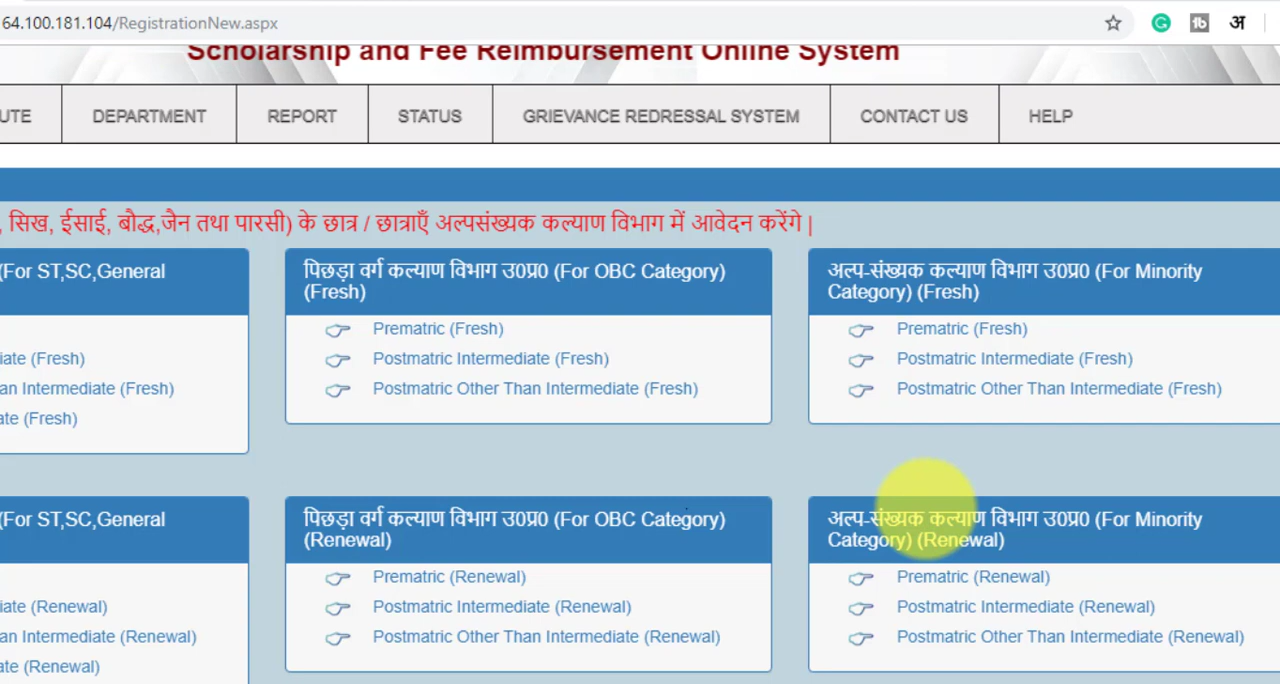 64.100.181.104/RegistrationNew.aspx
Scholarship and Fee Reimbursement Online System
UTE
DEPARTMENT
REPORT
STATUS
GRIEVANCE REDRESSAL SYSTEM
CONTACT US
HELP
, सिख, ईसाई, बौद्ध,जैन तथा पारसी) के छात्र / छात्राएँ अल्पसंख्यक कल्याण विभाग में आवेदन करेंगे |
(For ST,SC,General
iate (Fresh)
an Intermediate (Fresh)
ate (Fresh)
पिछड़ा वर्ग कल्याण विभाग उ0प्र0 (For OBC Category)
(Fresh)
Prematric (Fresh)
Postmatric Intermediate (Fresh)
Postmatric Other Than Intermediate (Fresh)
अल्प-संख्यक कल्याण विभाग उ0प्र0 (For Minority
Category) (Fresh)
Prematric (Fresh)
Postmatric Intermediate (Fresh)
Postmatric Other Than Intermediate (Fresh)
(For ST,SC,General
iate (Renewal)
an Intermediate (Renewal)
ate (Renewal)
पिछड़ा वर्ग कल्याण विभाग उ0प्र0 (For OBC Category)
(Renewal)
Prematric (Renewal)
Postmatric Intermediate (Renewal)
Postmatric Other Than Intermediate (Renewal)
अल्प-संख्यक कल्याण विभाग उ0प्र0 (For Minority
Category) (Renewal)
Prematric (Renewal)
Postmatric Intermediate (Renewal)
Postmatric Other Than Intermediate (Renewal)